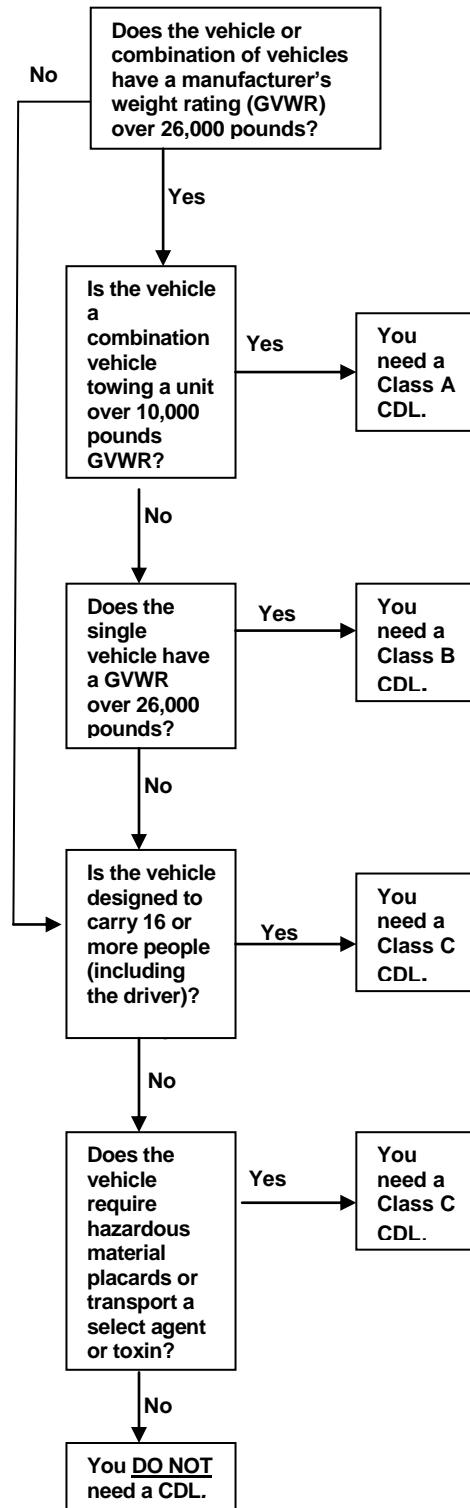 Does the vehicle or
combination of vehicles
have a manufacturer’s
weight rating (GVWR)
over 26,000 pounds?
No
Yes
Is the vehicle
a
combination
vehicle
towing a unit
over 10,000
pounds
GVWR?
Yes
You
need a
Class A
CDL.
No
Does the
single
vehicle have
a GVWR
over 26,000
pounds?
Yes
You
need a
Class B
CDL.
No
Is the vehicle
designed to
carry 16 or
more people
(including
the driver)?
Yes
You
need a
Class C
CDL.
No
Does the
vehicle
require
hazardous
material
placards or
transport a
select agent
or toxin?
Yes
You
need a
Class C
CDL.
No
You DO NOT
need a CDL.